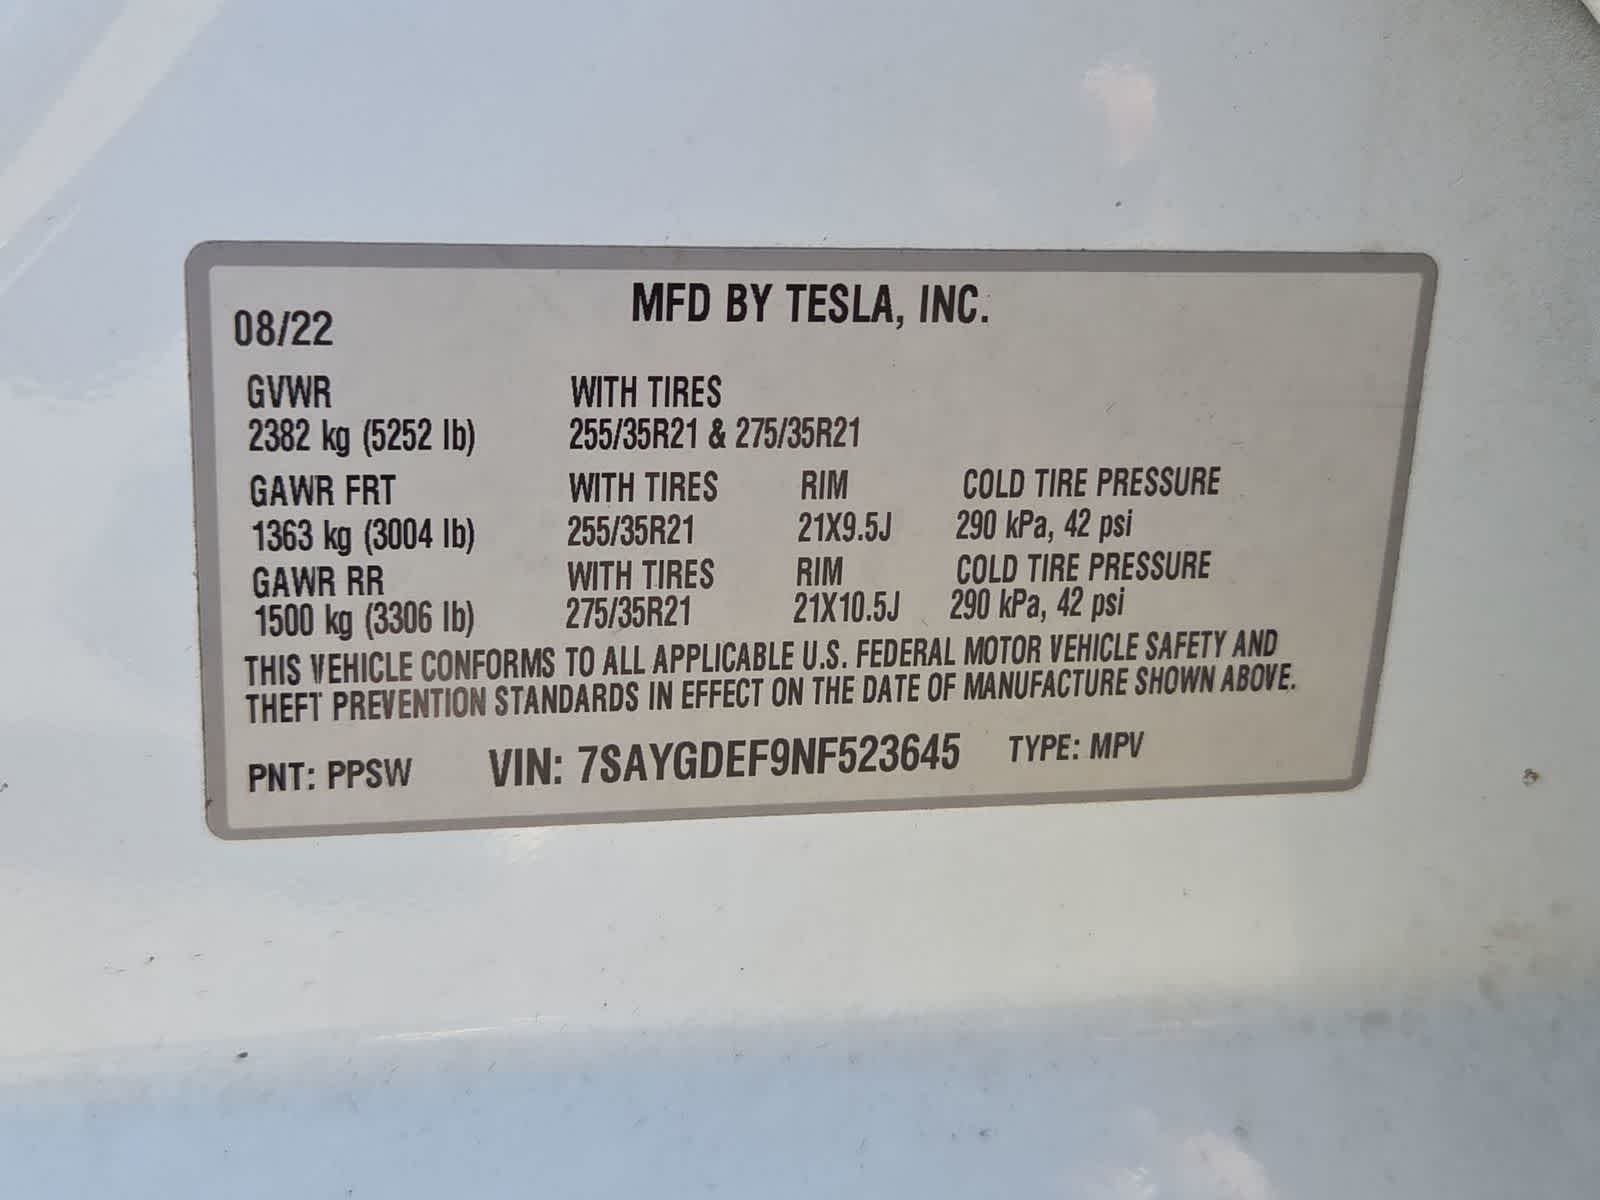 MFD BY TESLA, INC.
08/22
GVWR WITH TIRES
2382 kg (5252 lb) 255/35R21 & 275/35R21
GAWR FRT WITH TIRES RIM COLD TIRE PRESSURE
1363 kg (3004 lb) 255/35R21 21X9.5J 290 kPa, 42 psi
GAWR RR WITH TIRES RIM COLD TIRE PRESSURE
1500 kg (3306 lb) 275/35R21 21X10.5J 290 kPa, 42 psi
THIS VEHICLE CONFORMS TO ALL APPLICABLE U.S. FEDERAL MOTOR VEHICLE SAFETY AND
THEFT PREVENTION STANDARDS IN EFFECT ON THE DATE OF MANUFACTURE SHOWN ABOVE.
PNT: PPSW VIN: 7SAYGDEF9NF523645 TYPE: MPV